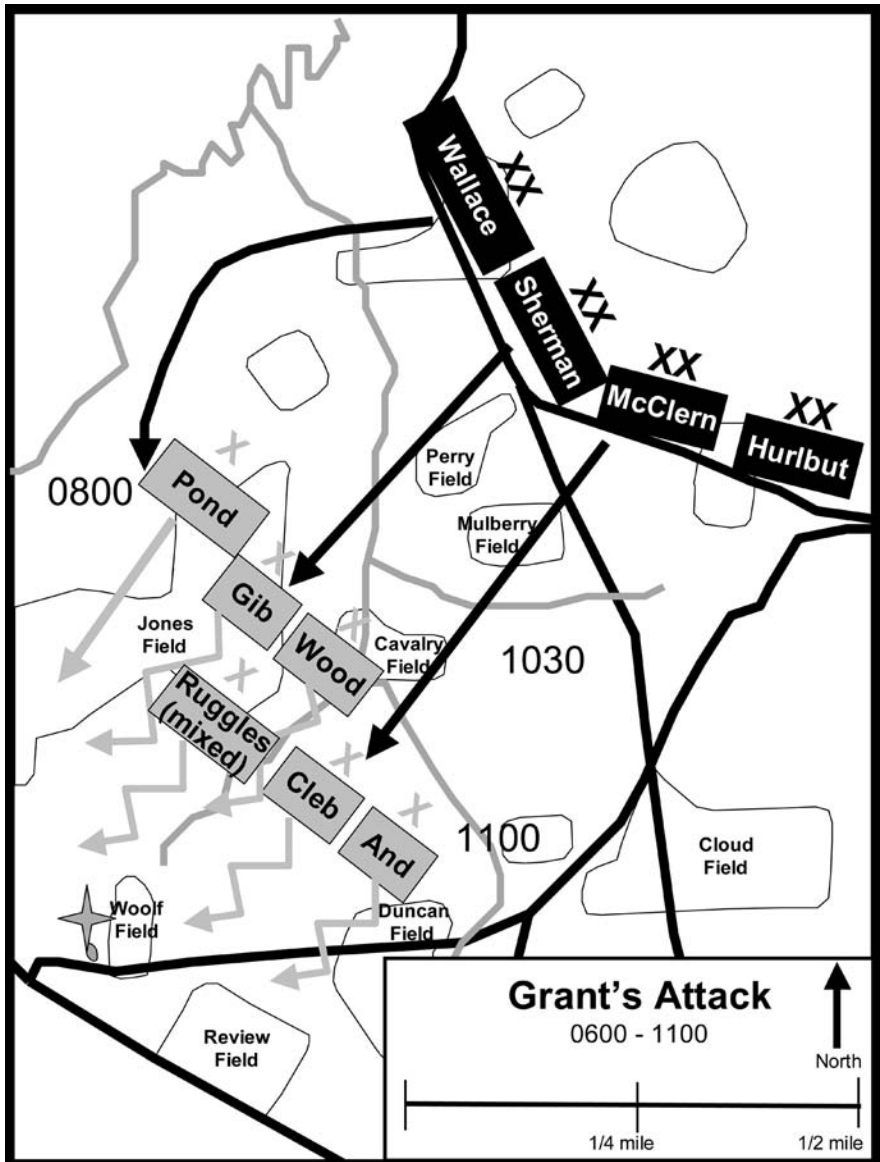 Wallace
XX
Sherman
XX
McClern
XX
Hurlbut
XX
Perry
Field
0800
Pond
X
Mulberry
Field
Gib
X
Jones
Field
Wood
X
Cavalry
Field
1030
Ruggles
(mixed)
X
Cleb
X
And
X
1100
Cloud
Field
Woolf
Field
Duncan
Field
Review
Field
Grant's Attack
0600 - 1100
North
1/4 mile
1/2 mile